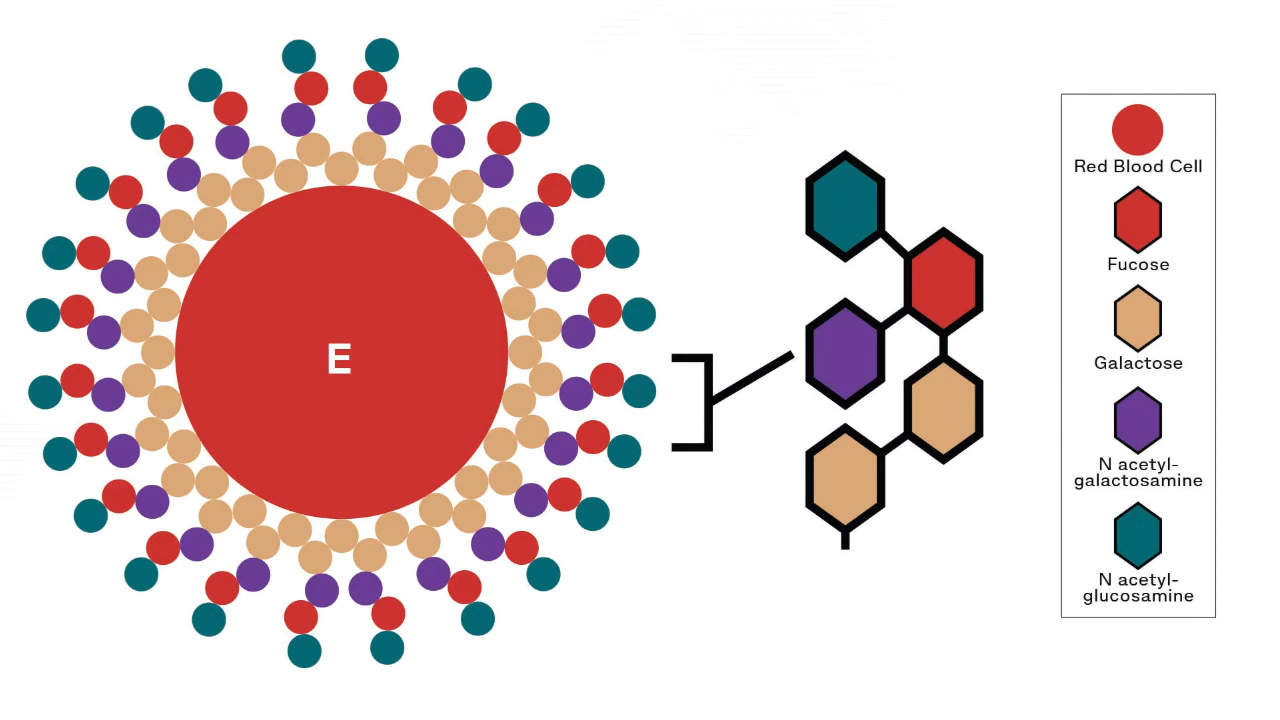 E
Red Blood Cell
Fucose
Galactose
N acetyl-
galactosamine
N acetyl-
glucosamine